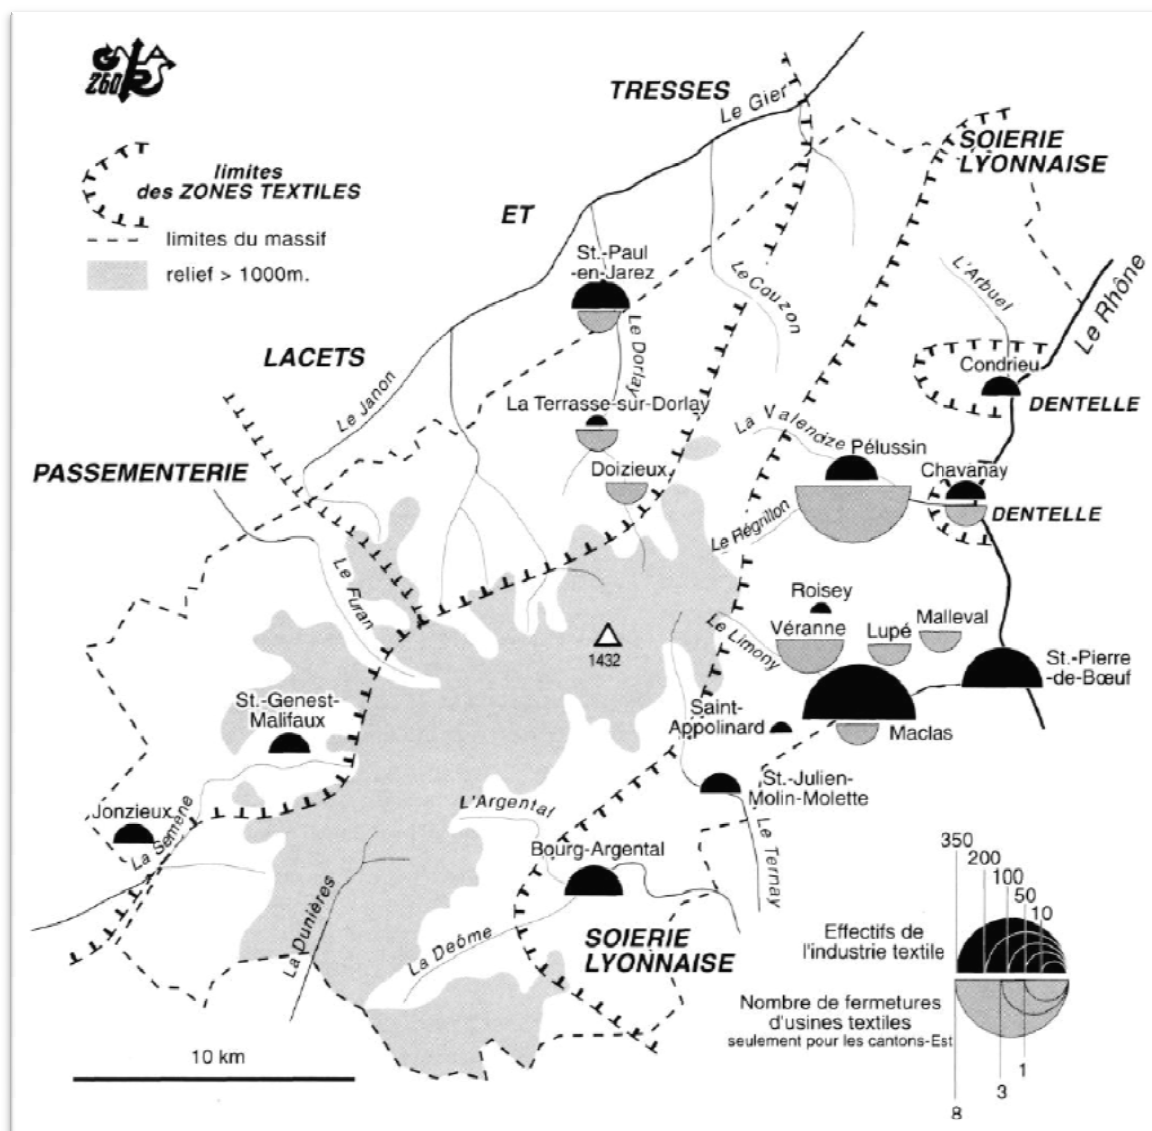 TRESSES
Le Gier
SOIERIE
LYONNAISE
limites
des ZONES TEXTILES
limites du massif
relief > 1000m.
ET
St.-Paul
-en-Jarez
Le Couzon
L'Arbuel
Le Rhône
Le Dorlay
LACETS
Le Janon
Condrieu
DENTELLE
La Terrasse-sur-Dorlay
La Valencize
Pélussin
PASSEMENTERIE
Doizieux
Chavanay
DENTELLE
Le Régrillon
Le Furan
Roisey
Véranne
Lupé
Malleval
Le Limony
1432
St.-Pierre
-de-Bœuf
St.-Genest-
Malifaux
Saint-
Appolinard
Maclas
St.-Julien-
Molin-Molette
L'Argental
Jonzieux
La Semène
Le Ternay
Bourg-Argental
La Dunières
La Deôme
SOIERIE
LYONNAISE
350
200
100
50
10
Effectifs de
l'industrie textile
Nombre de fermetures
d'usines textiles
seulement pour les cantons-Est
1
3
8
10 km